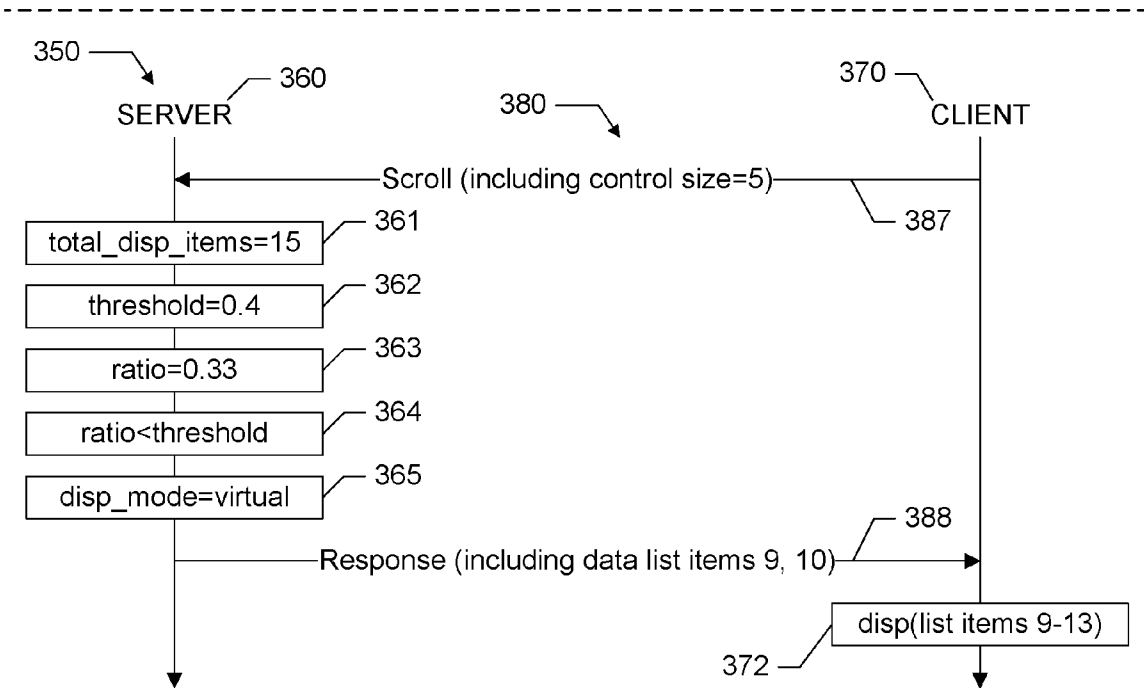 350
360
370
SERVER
380
CLIENT
Scroll (including control size=5)
387
361
total_disp_items=15
362
threshold=0.4
363
ratio=0.33
364
ratio<threshold
365
disp_mode=virtual
388
Response (including data list items 9, 10)
disp(list items 9-13)
372